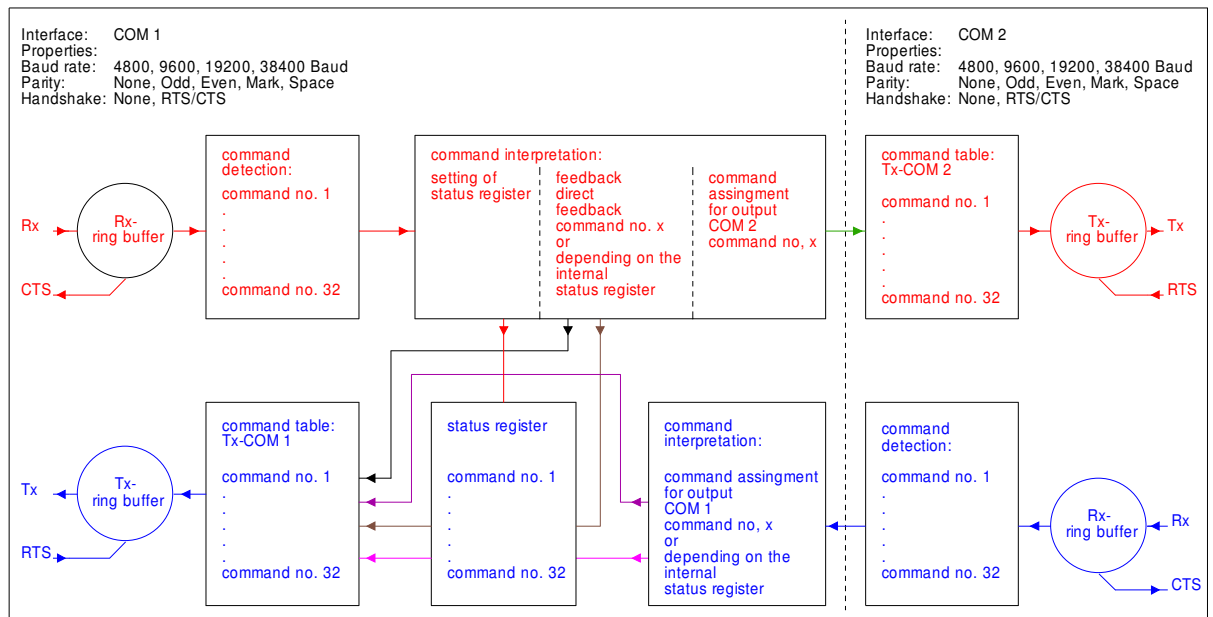 Interface: COM 1
Properties:
Baud rate: 4800, 9600, 19200, 38400 Baud
Parity: None, Odd, Even, Mark, Space
Handshake: None, RTS/CTS
Interface: COM 2
Properties:
Baud rate: 4800, 9600, 19200, 38400 Baud
Parity: None, Odd, Even, Mark, Space
Handshake: None, RTS/CTS
Rx
CTS
Rx-
ring buffer
command
detection:
command no. 1
.
.
.
.
.
command no. 32
command interpretation:
setting of
status register
feedback
direct
feedback
command no. x
or
depending on the
internal
status register
command
assingment
for output
COM 2
command no, x
command table:
Tx-COM 2
command no. 1
.
.
.
.
.
command no. 32
Tx-
ring buffer
Tx
RTS
Tx
RTS
Tx-
ring buffer
command table:
Tx-COM 1
command no. 1
.
.
.
.
.
command no. 32
status register
command no. 1
.
.
.
.
.
command no. 32
command
interpretation:
command assingment
for output
COM 1
command no, x
or
depending on the
internal
status register
command
detection:
command no. 1
.
.
.
.
.
command no. 32
Rx-
ring buffer
Rx
CTS